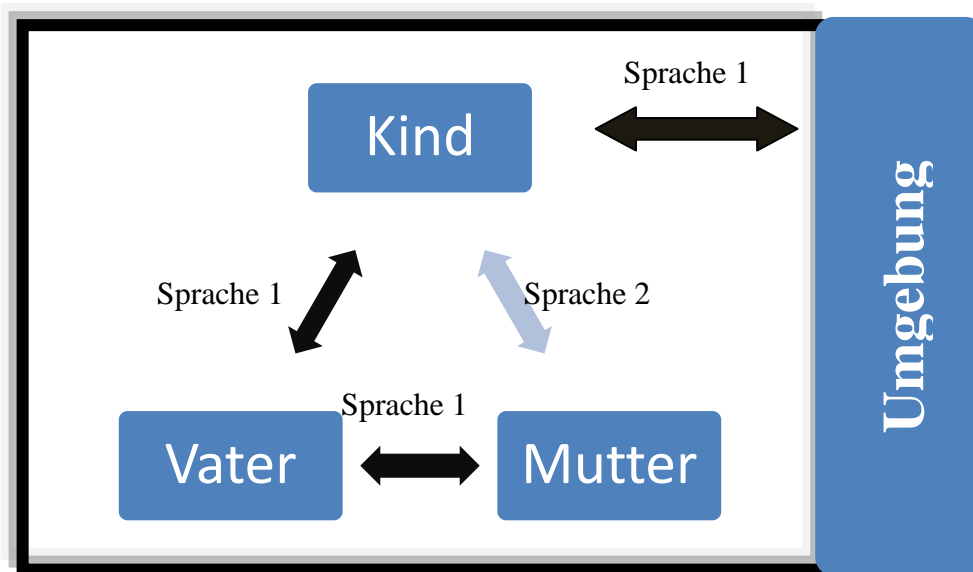 Sprache 1
Kind
Umgebung
Sprache 1
Sprache 2
Sprache 1
Vater
Mutter